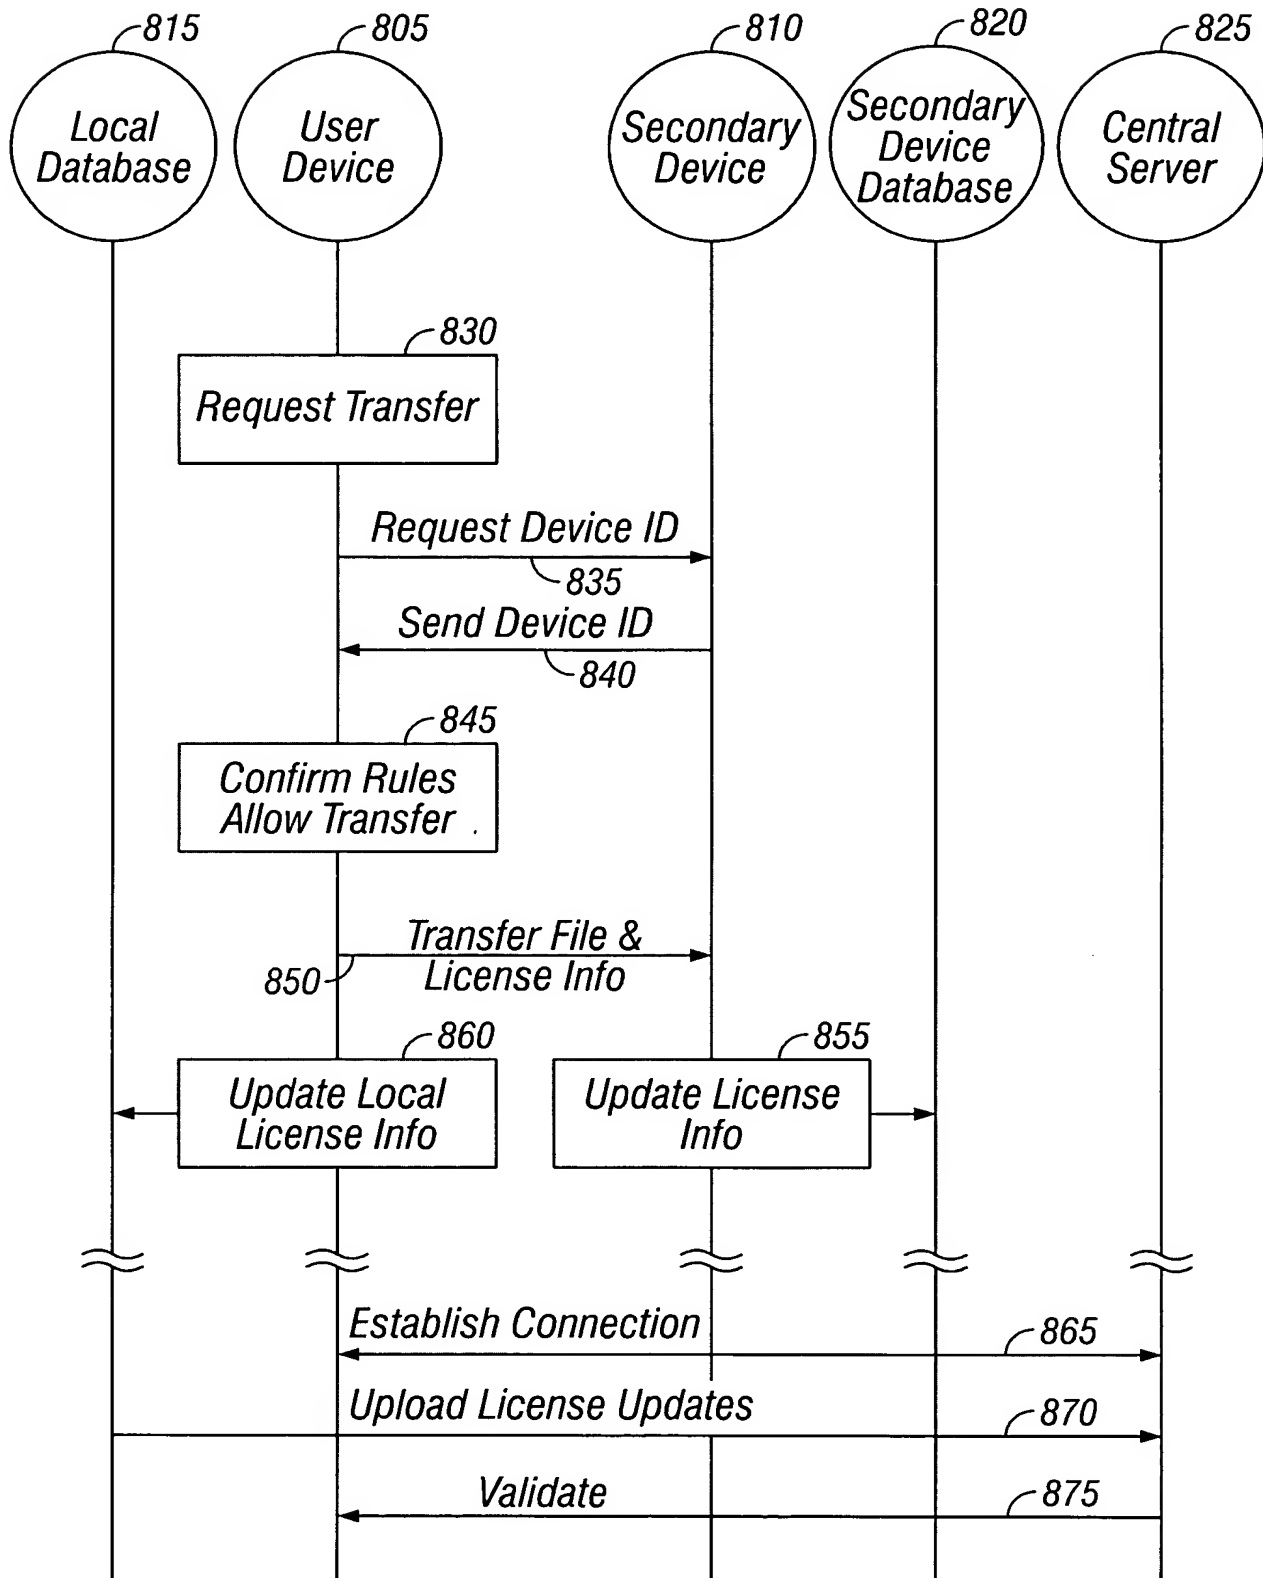 815
805
810
820
825
Local
Database
User
Device
Secondary
Device
Secondary
Device
Database
Central
Server
830
Request Transfer
Request Device ID
835
Send Device ID
840
845
Confirm Rules
Allow Transfer
Transfer File &
License Info
850
860
Update Local
License Info
855
Update License
Info
Establish Connection
865
Upload License Updates
870
Validate
875